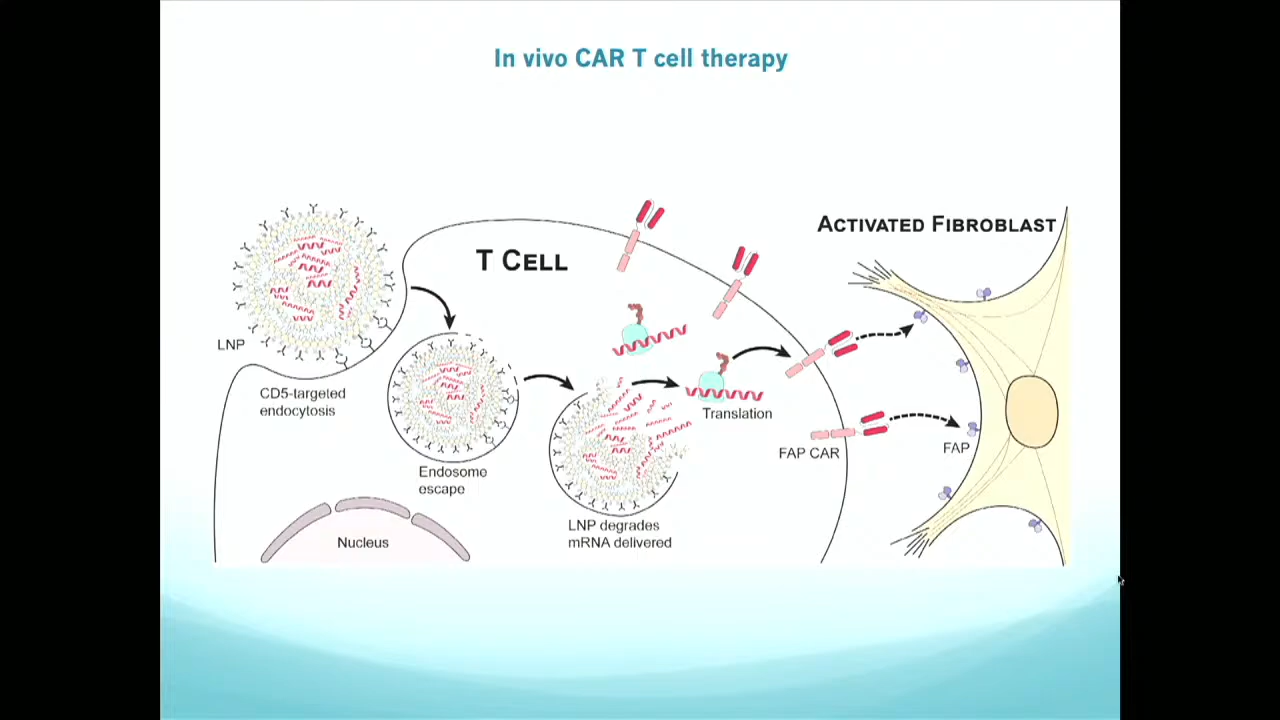 In vivo CAR T cell therapy
ACTIVATED FIBROBLAST
T CELL
LNP
CD5-targeted
endocytosis
Endosome
escape
LNP degrades
mRNA delivered
Translation
FAP CAR
FAP
Nucleus